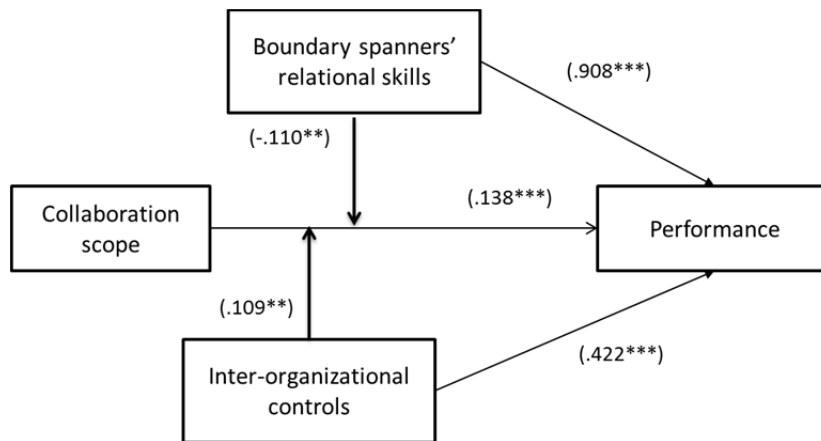 Boundary spanners’
relational skills
(.908***)
(-.110**)
Collaboration
scope
(.138***)
Performance
(.109**)
Inter-organizational
controls
(.422***)